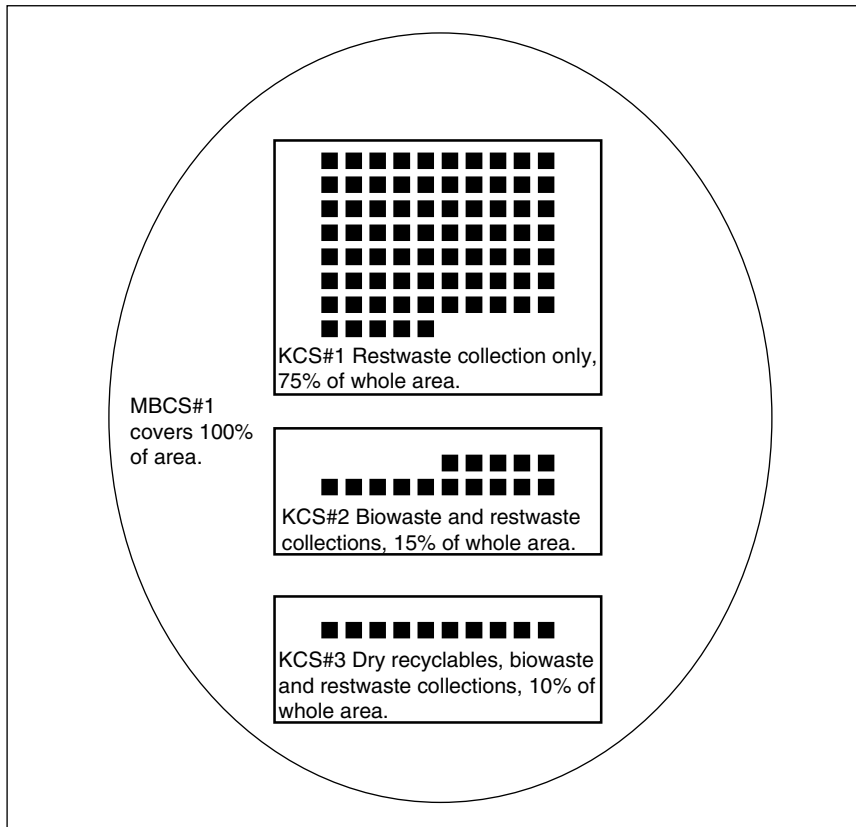 KCS#1 Restwaste collection only,
75% of whole area.
MBCS#1
covers 100%
of area.
KCS#2 Biowaste and restwaste
collections, 15% of whole area.
KCS#3 Dry recyclables, biowaste
and restwaste collections, 10% of
whole area.